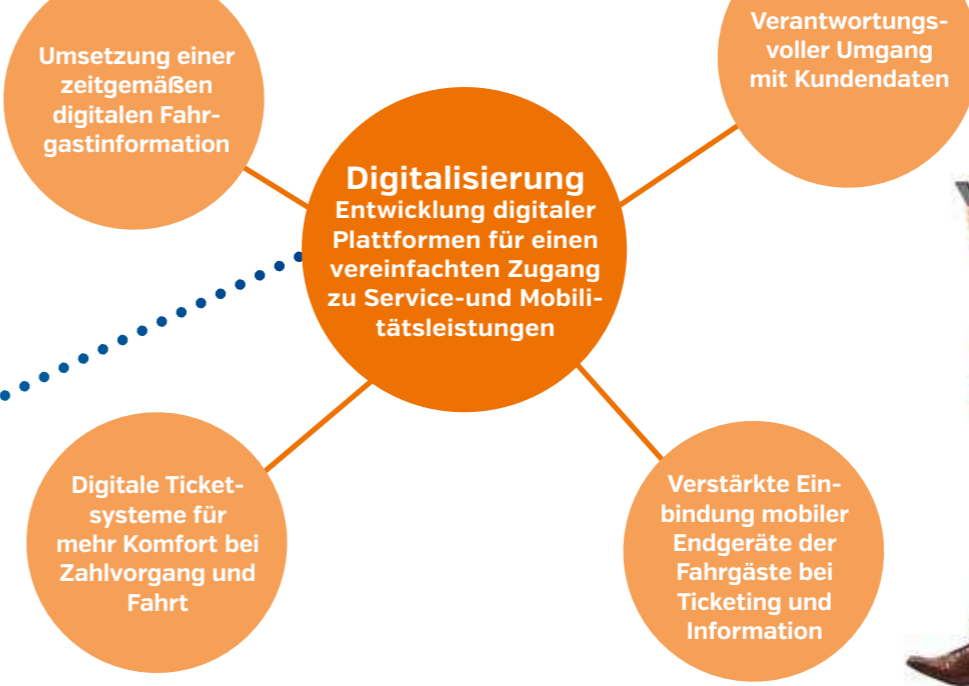 Umsetzung einer
zeitgemäßen
digitalen Fahr-
gastinformation
Verantwortungs-
voller Umgang
mit Kundendaten
Digitalisierung
Entwicklung digitaler
Plattformen für einen
vereinfachten Zugang
zu Service-und Mobili-
tätsleistungen
Digitale Ticket-
systeme für
mehr Komfort bei
Zahlvorgang und
Fahrt
Verstärkte Ein-
bindung mobiler
Endgeräte der
Fahrgäste bei
Ticketing und
Information